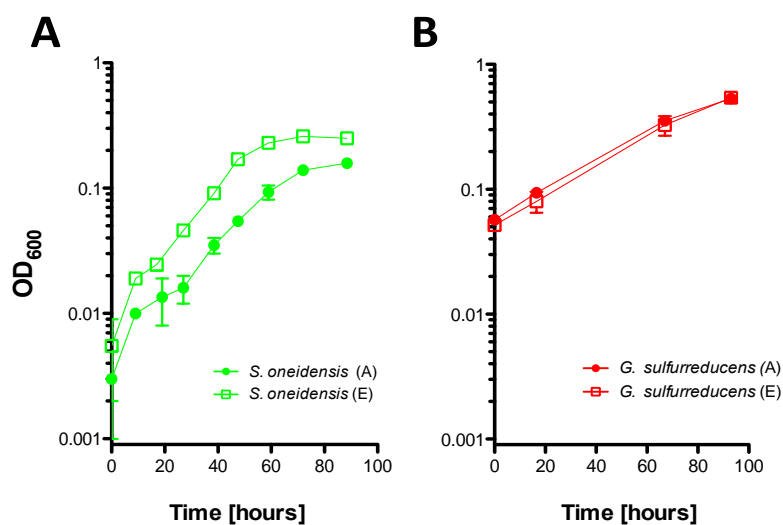 A
B
1
0.1
0.01
0.001
OD600
0
20
40
60
80
100
Time [hours]
S. oneidensis (A)
S. oneidensis (E)
1
0.1
0.01
0.001
0
20
40
60
80
100
Time [hours]
G. sulfurreducens (A)
G. sulfurreducens (E)